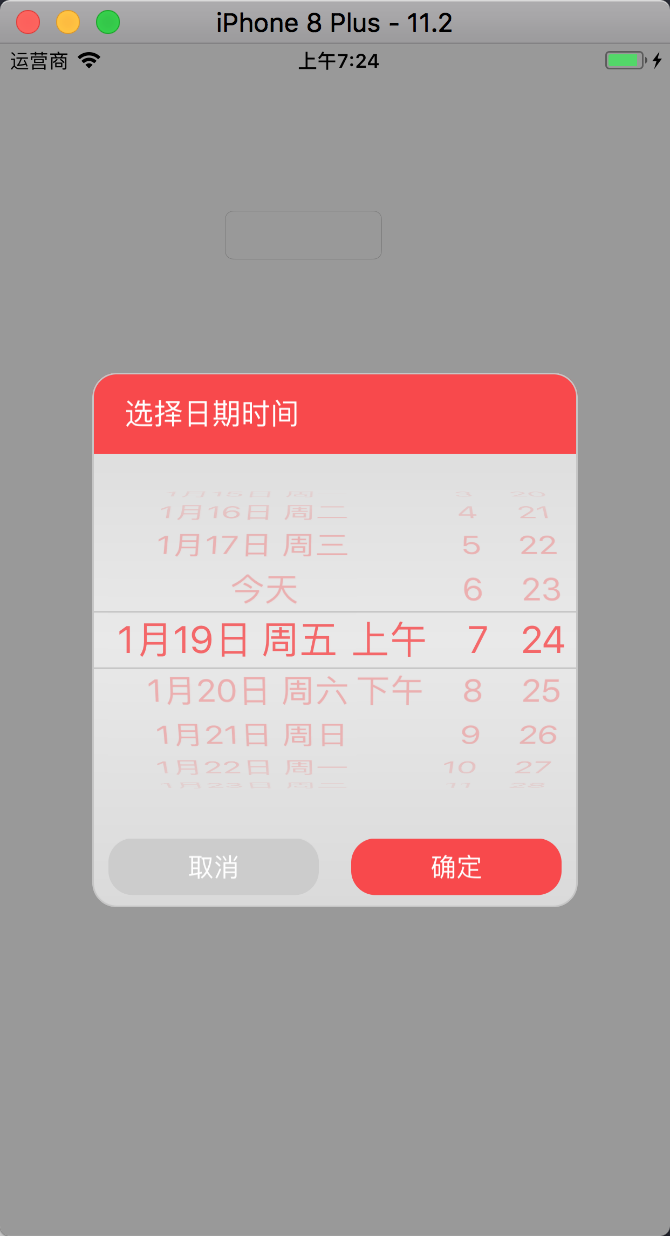 iPhone 8 Plus - 11.2
运营商 上午7:24
选择日期时间
1月16日 周二 4 21
1月17日 周三 5 22
今天 6 23
1月19日 周五 上午 7 24
1月20日 周六 下午 8 25
1月21日 周日 9 26
1月22日 周一 10 27
取消 确定